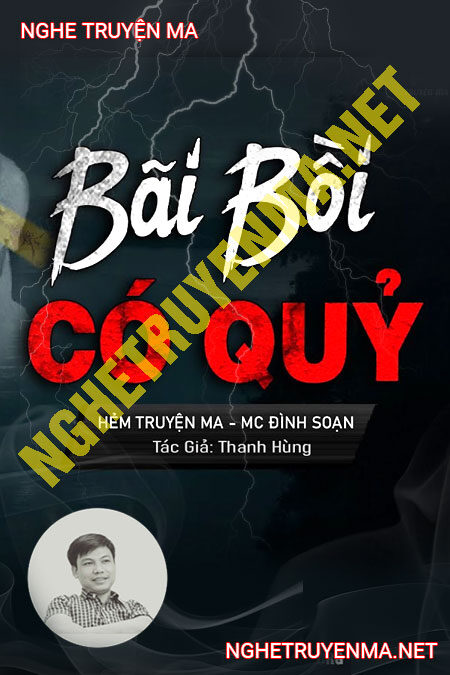 NGHE TRUYỆN MA
NGHETRUYENMA.NET
Bãi Bồi
CÓ QUỶ
HẺM TRUYỆN MA - MC ĐÌNH SOẠN
Tác Giả: Thanh Hùng
NGHETRUYENMA.NET